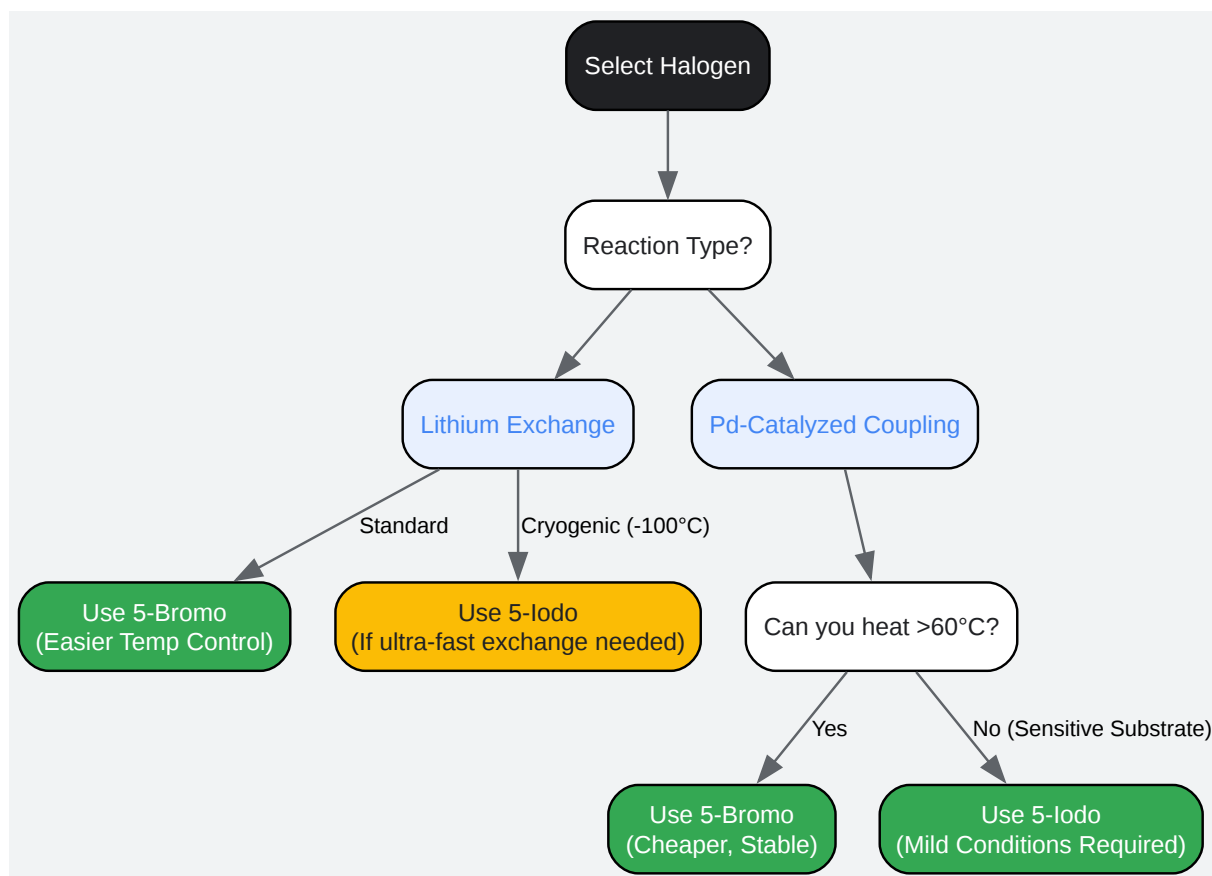 Select Halogen
Reaction Type?
Lithium Exchange
Pd-Catalyzed Coupling
Standard
Cryogenic (-100°C)
Use 5-Bromo
(Easier Temp Control)
Use 5-Iodo
(If ultra-fast exchange needed)
Can you heat >60°C?
Yes
No (Sensitive Substrate)
Use 5-Bromo
(Cheaper, Stable)
Use 5-Iodo
(Mild Conditions Required)